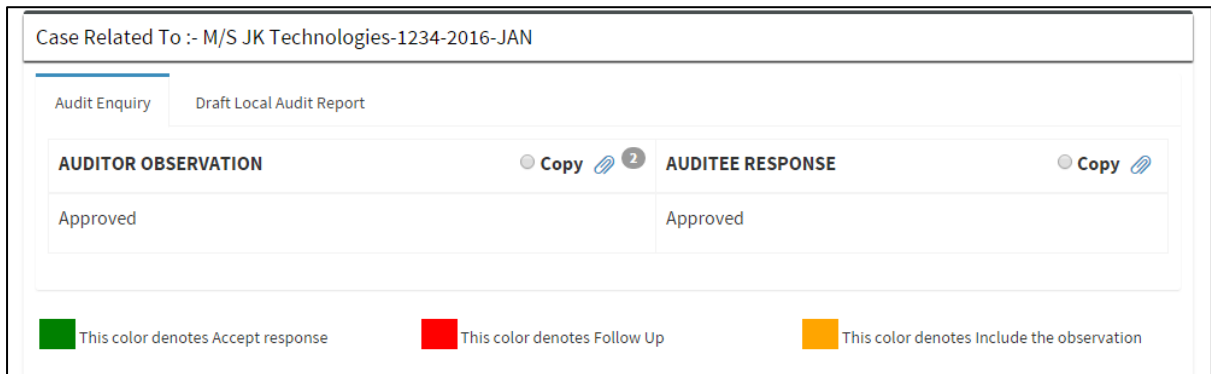 Case Related To :- M/S JK Technologies-1234-2016-JAN
Audit Enquiry Draft Local Audit Report
AUDITOR OBSERVATION Copy 2 AUDITEE RESPONSE Copy
Approved Approved
This color denotes Accept response This color denotes Follow Up This color denotes Include the observation